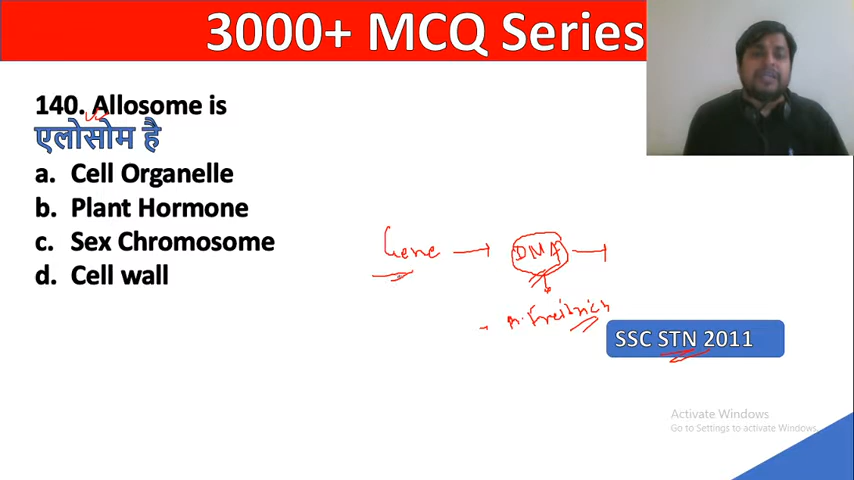 3000+ MCQ Series
140. Allosome is
एलोसोम है
a. Cell Organelle
b. Plant Hormone
c. Sex Chromosome
d. Cell wall
Gene
DNA
SSC STN 2011
Activate Windows
Go to Settings to activate Windows.